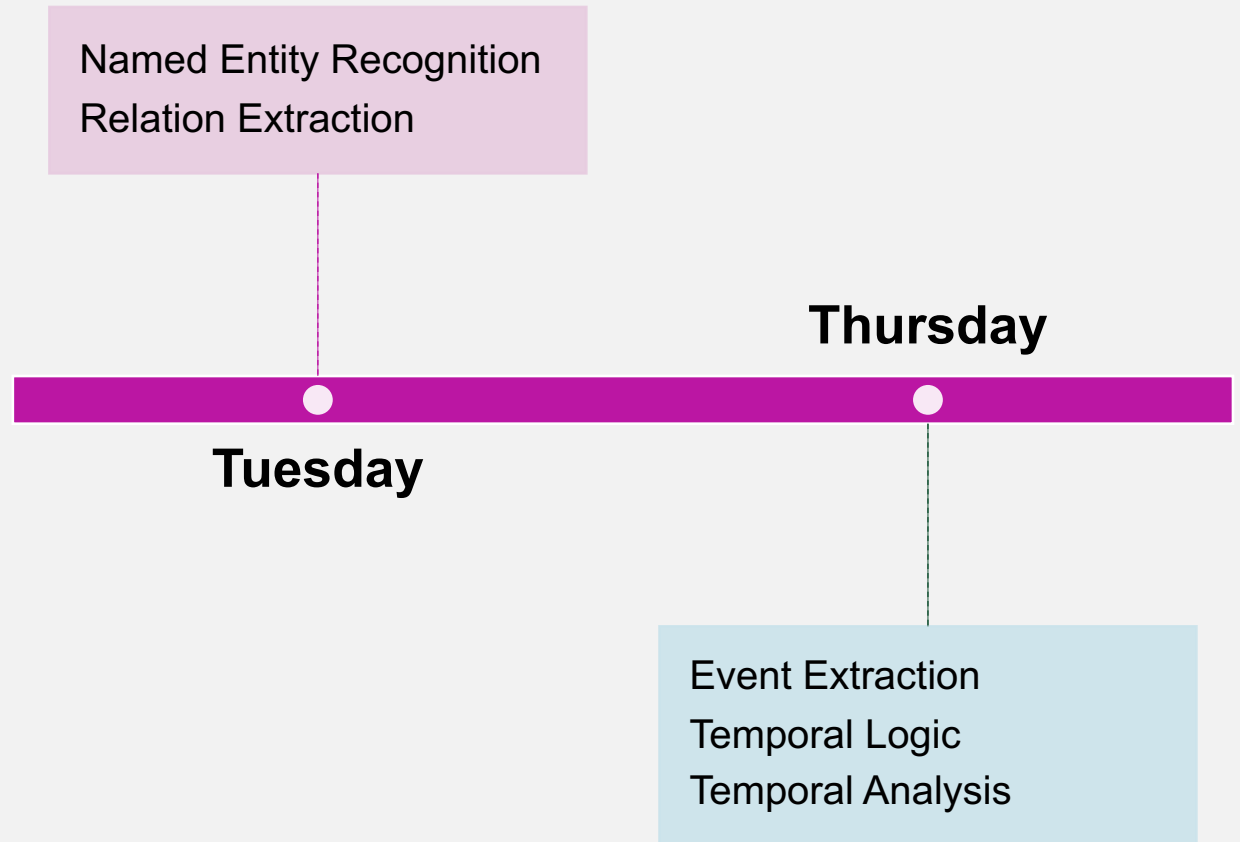 Named Entity Recognition
Relation Extraction
Thursday
Tuesday
Event Extraction
Temporal Logic
Temporal Analysis